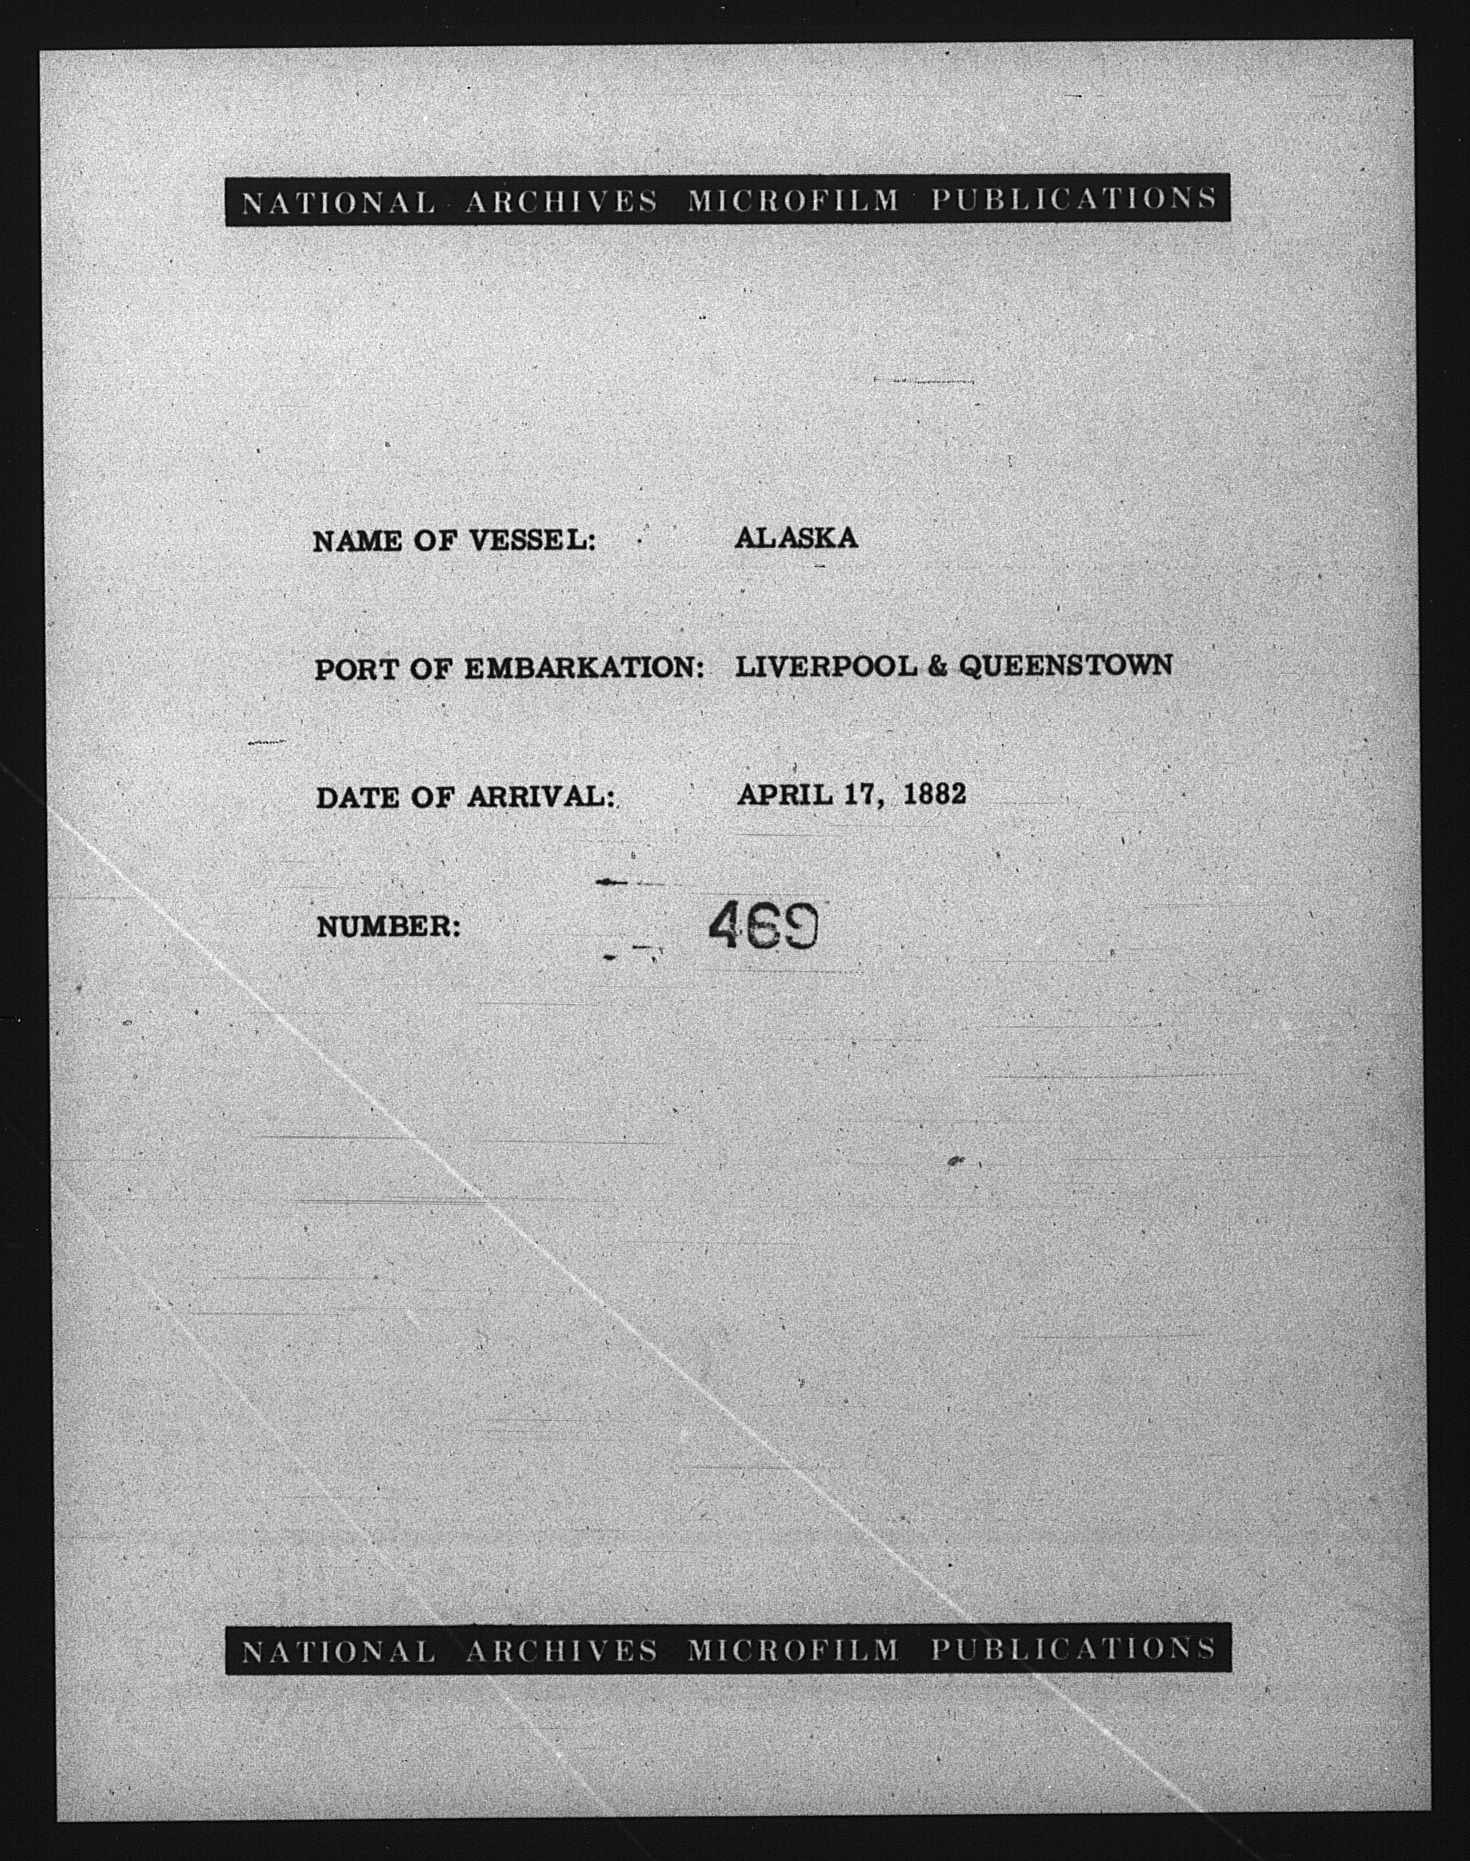 NATIONAL ARCHIVES MICROFILM PUBLICATIONS
NAME OF VESSEL: ALASKA
PORT OF EMBARKATION: LIVERPOOL & QUEENSTOWN
DATE OF ARRIVAL: APRIL 17, 1882
NUMBER: 469
NATIONAL ARCHIVES MICROFILM PUBLICATIONS